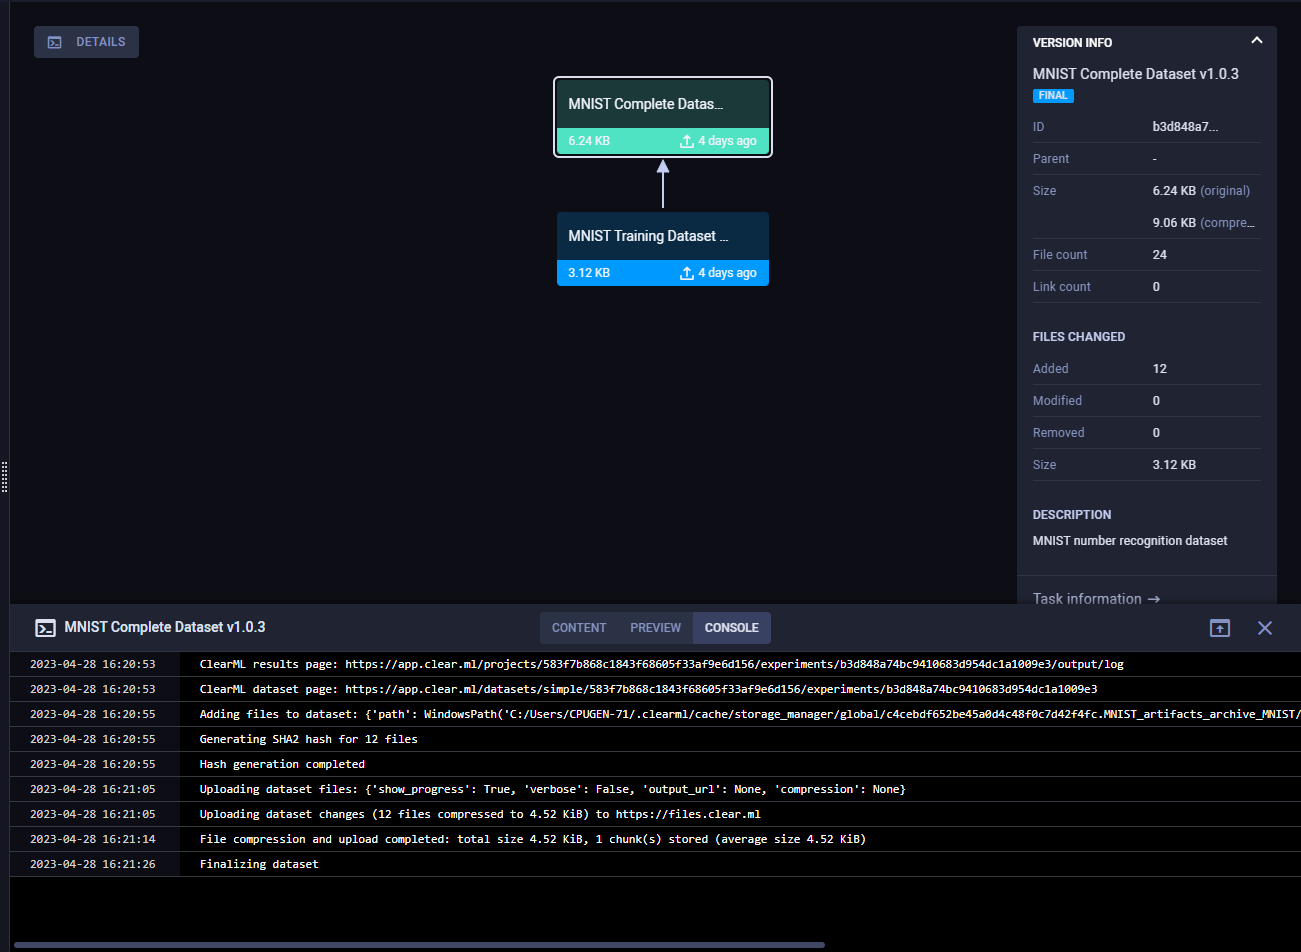 DETAILS
MNIST Complete Datas...
6.24 KB 4 days ago
MNIST Training Dataset ...
3.12 KB 4 days ago
VERSION INFO
MNIST Complete Dataset v1.0.3
FINAL
ID b3d848a7...
Parent -
Size 6.24 KB (original)
9.06 KB (compre...
File count 24
Link count 0
FILES CHANGED
Added 12
Modified 0
Removed 0
Size 3.12 KB
DESCRIPTION
MNIST number recognition dataset
Task information →
MNIST Complete Dataset v1.0.3 CONTENT PREVIEW CONSOLE
2023-04-28 16:20:53 ClearML results page: https://app.clear.ml/projects/583f7b868c1843f68605f33af9e6d156/experiments/b3d848a74bc9410683d954dc1a1009e3/output/log
2023-04-28 16:20:53 ClearML dataset page: https://app.clear.ml/datasets/simple/583f7b868c1843f68605f33af9e6d156/experiments/b3d848a74bc9410683d954dc1a1009e3
2023-04-28 16:20:55 Adding files to dataset: {'path': WindowsPath('C:/Users/CPUGEN-71/.clearml/cache/storage_manager/global/c4cebdf652be45a0d4c48f0c7d42f4fc.MNIST_artifacts_archive_MNIST/
2023-04-28 16:20:55 Generating SHA2 hash for 12 files
2023-04-28 16:20:55 Hash generation completed
2023-04-28 16:21:05 Uploading dataset files: {'show_progress': True, 'verbose': False, 'output_url': None, 'compression': None}
2023-04-28 16:21:05 Uploading dataset changes (12 files compressed to 4.52 KiB) to https://files.clear.ml
2023-04-28 16:21:14 File compression and upload completed: total size 4.52 KiB, 1 chunk(s) stored (average size 4.52 KiB)
2023-04-28 16:21:26 Finalizing dataset